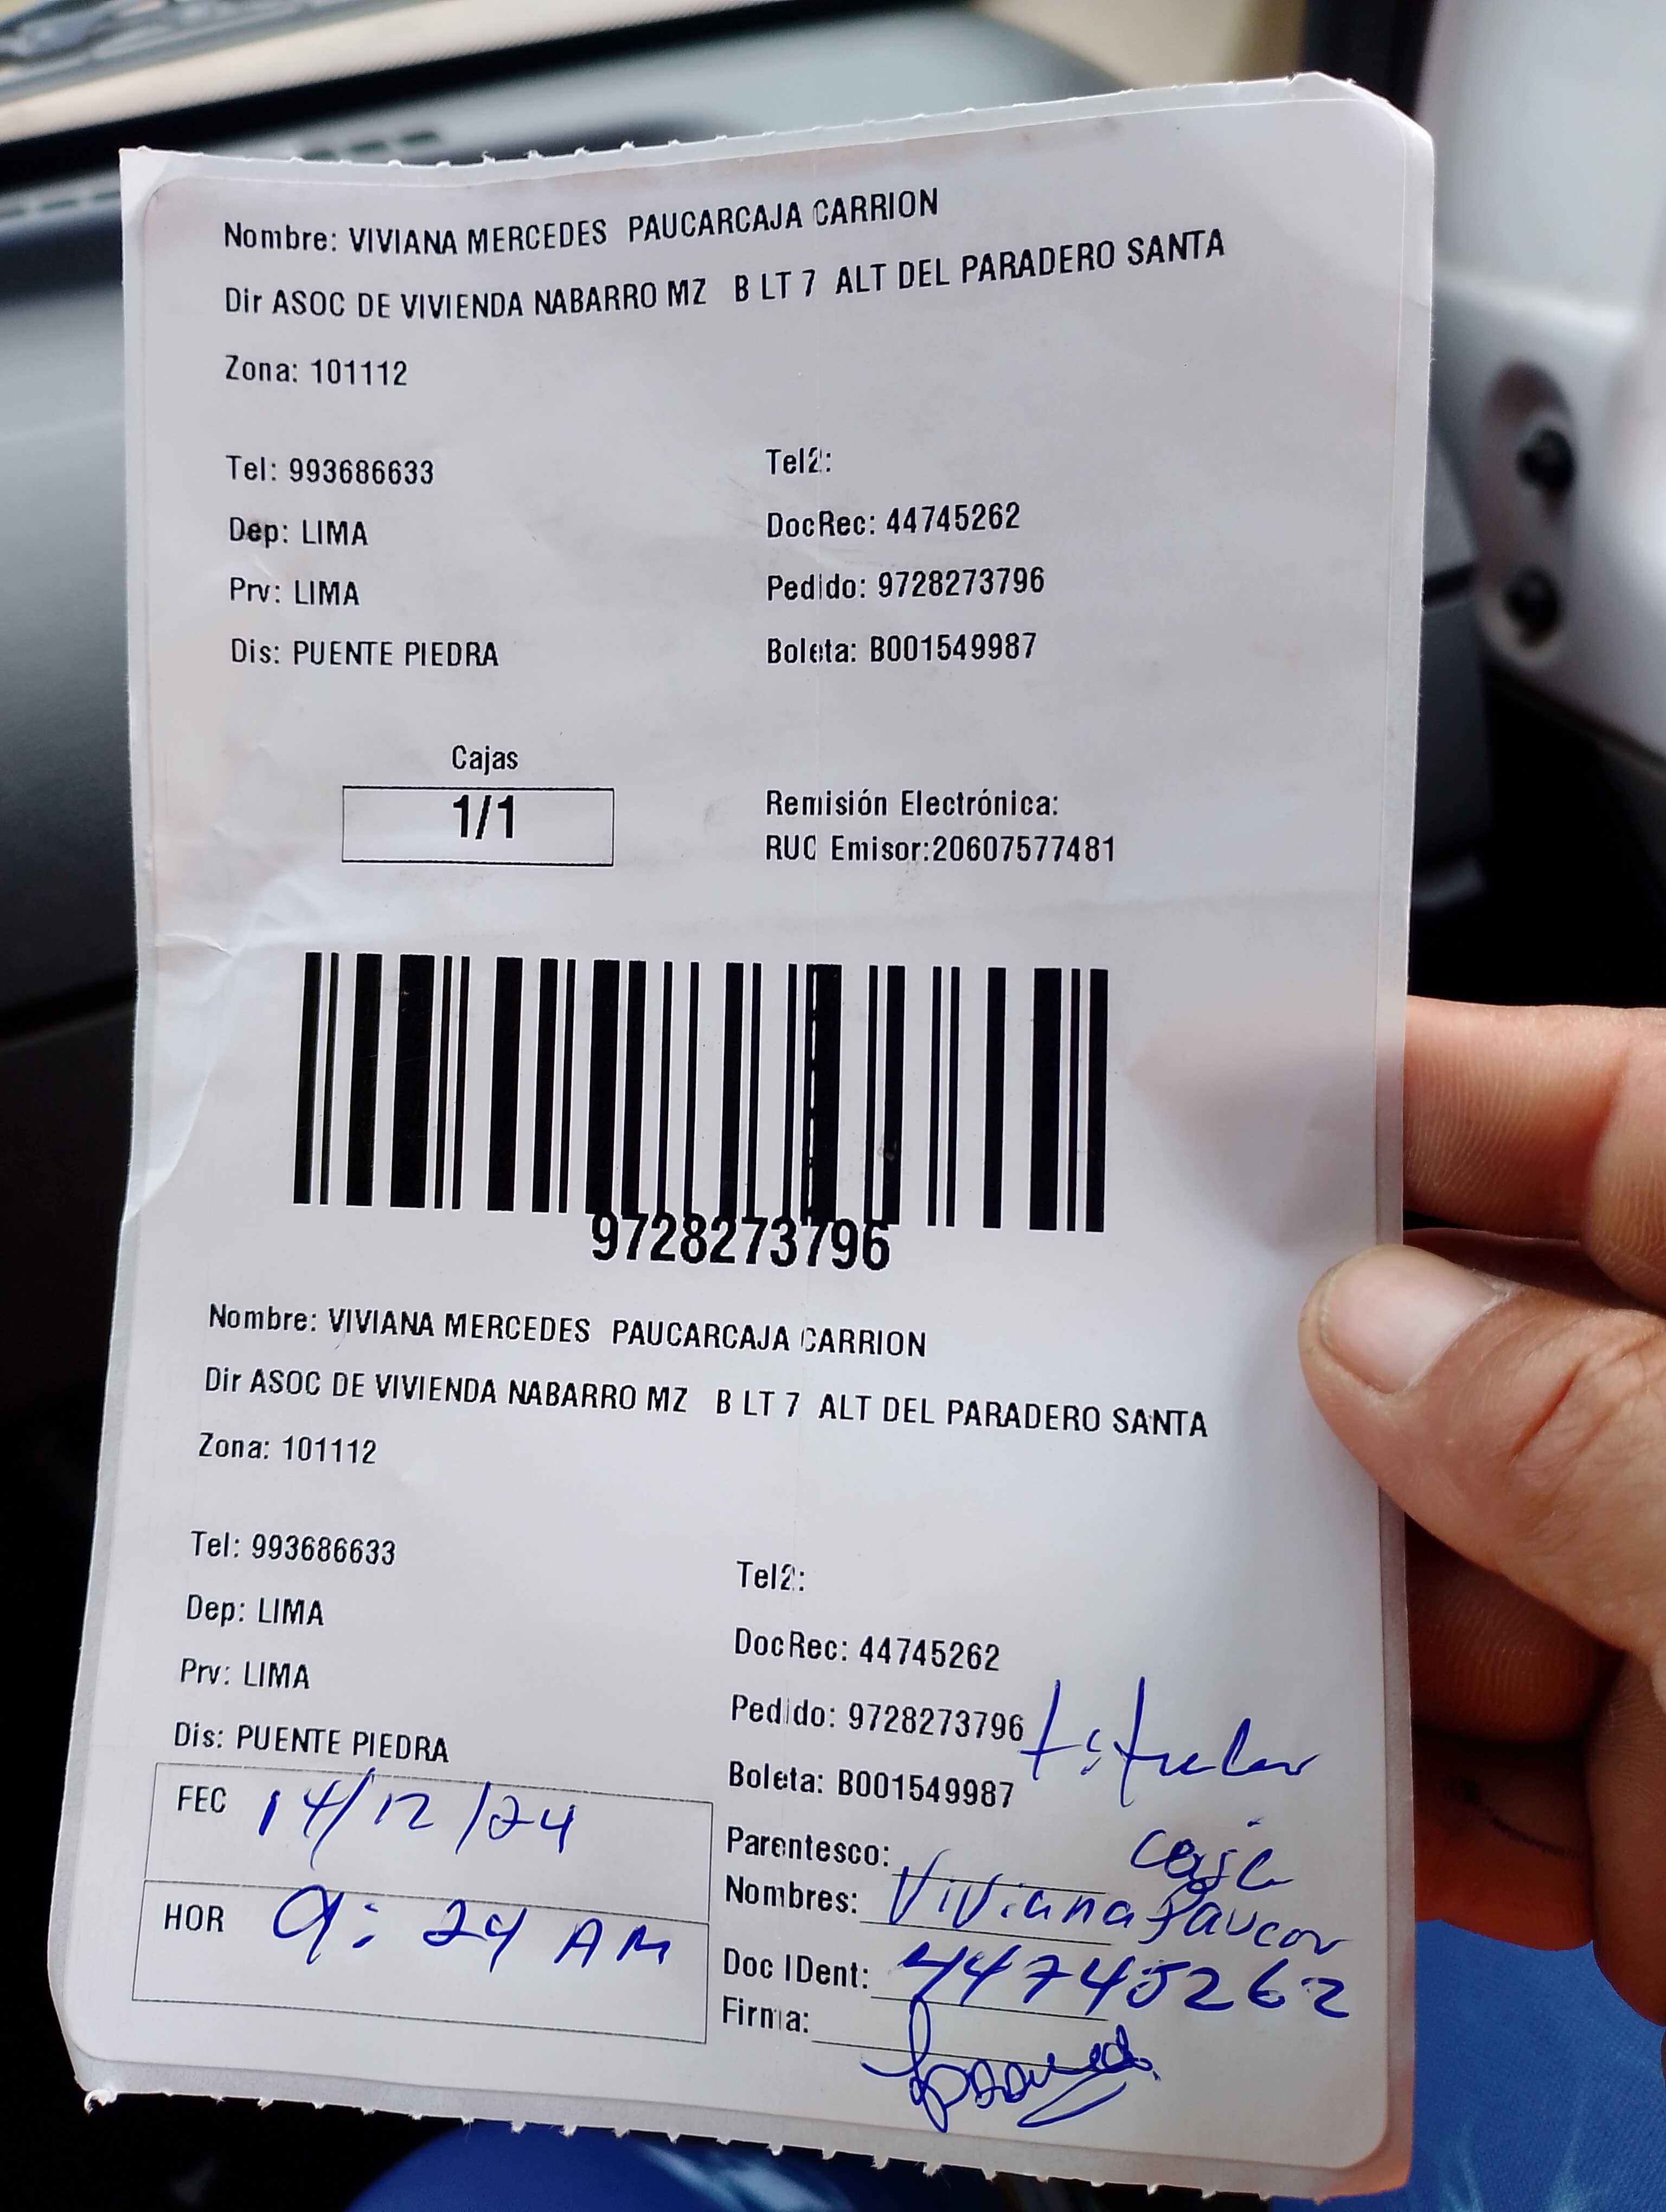 Nombre: VIVIANA MERCEDES PAUCARCAJA CARRION
Dir ASOC DE VIVIENDA NABARRO MZ B LT 7 ALT DEL PARADERO SANTA
Zona: 101112
Tel: 993686633
Tel2:
Dep: LIMA
DocRec: 44745262
Prv: LIMA
Pedido: 9728273796
Dis: PUENTE PIEDRA
Boleta: B001549987
Cajas
1/1
Remisión Electrónica:
RUC Emisor:20607577481
9728273796
Nombre: VIVIANA MERCEDES PAUCARCAJA CARRION
Dir ASOC DE VIVIENDA NABARRO MZ B LT 7 ALT DEL PARADERO SANTA
Zona: 101112
Tel: 993686633
Tel2:
Dep: LIMA
DocRec: 44745262
Prv: LIMA
Pedido: 9728273796
Dis: PUENTE PIEDRA
Boleta: B001549987
FEC 14/12/24
Parentesco:
Nombres: Viviana Paucar
HOR 9:24 AM
Doc IDent: 44745262
Firma: